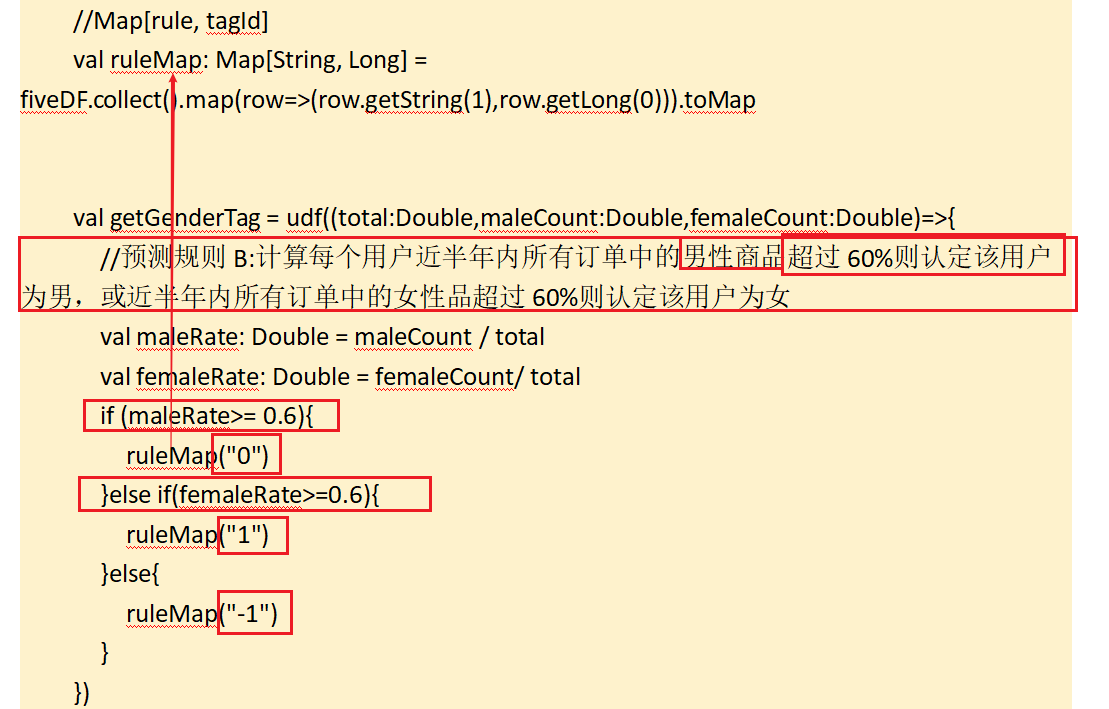 //Map[rule, tagId]
val ruleMap: Map[String, Long] =
fiveDF.collect().map(row=>(row.getString(1),row.getLong(0))).toMap
val getGenderTag = udf((total:Double,maleCount:Double,femaleCount:Double)=>{
//预测规则 B:计算每个用户近半年内所有订单中的男性商品超过 60%则认定该用户
为男，或近半年内所有订单中的女性品超过 60%则认定该用户为女
val maleRate: Double = maleCount / total
val femaleRate: Double = femaleCount/ total
if (maleRate>= 0.6){
ruleMap("0")
}else if(femaleRate>=0.6){
ruleMap("1")
}else{
ruleMap("-1")
}
})